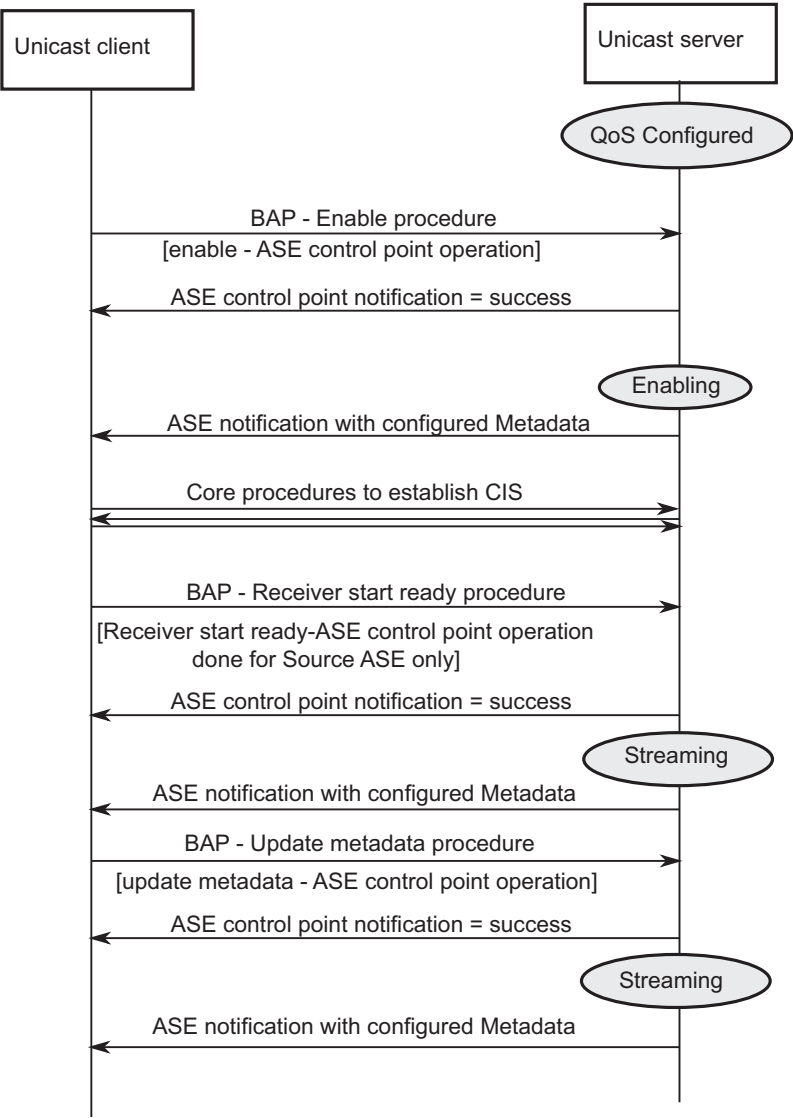 Unicast client
Unicast server
QoS Configured
BAP - Enable procedure
[enable - ASE control point operation]
ASE control point notification = success
Enabling
ASE notification with configured Metadata
Core procedures to establish CIS
BAP - Receiver start ready procedure
[Receiver start ready-ASE control point operation
done for Source ASE only]
ASE control point notification = success
Streaming
ASE notification with configured Metadata
BAP - Update metadata procedure
[update metadata - ASE control point operation]
ASE control point notification = success
Streaming
ASE notification with configured Metadata